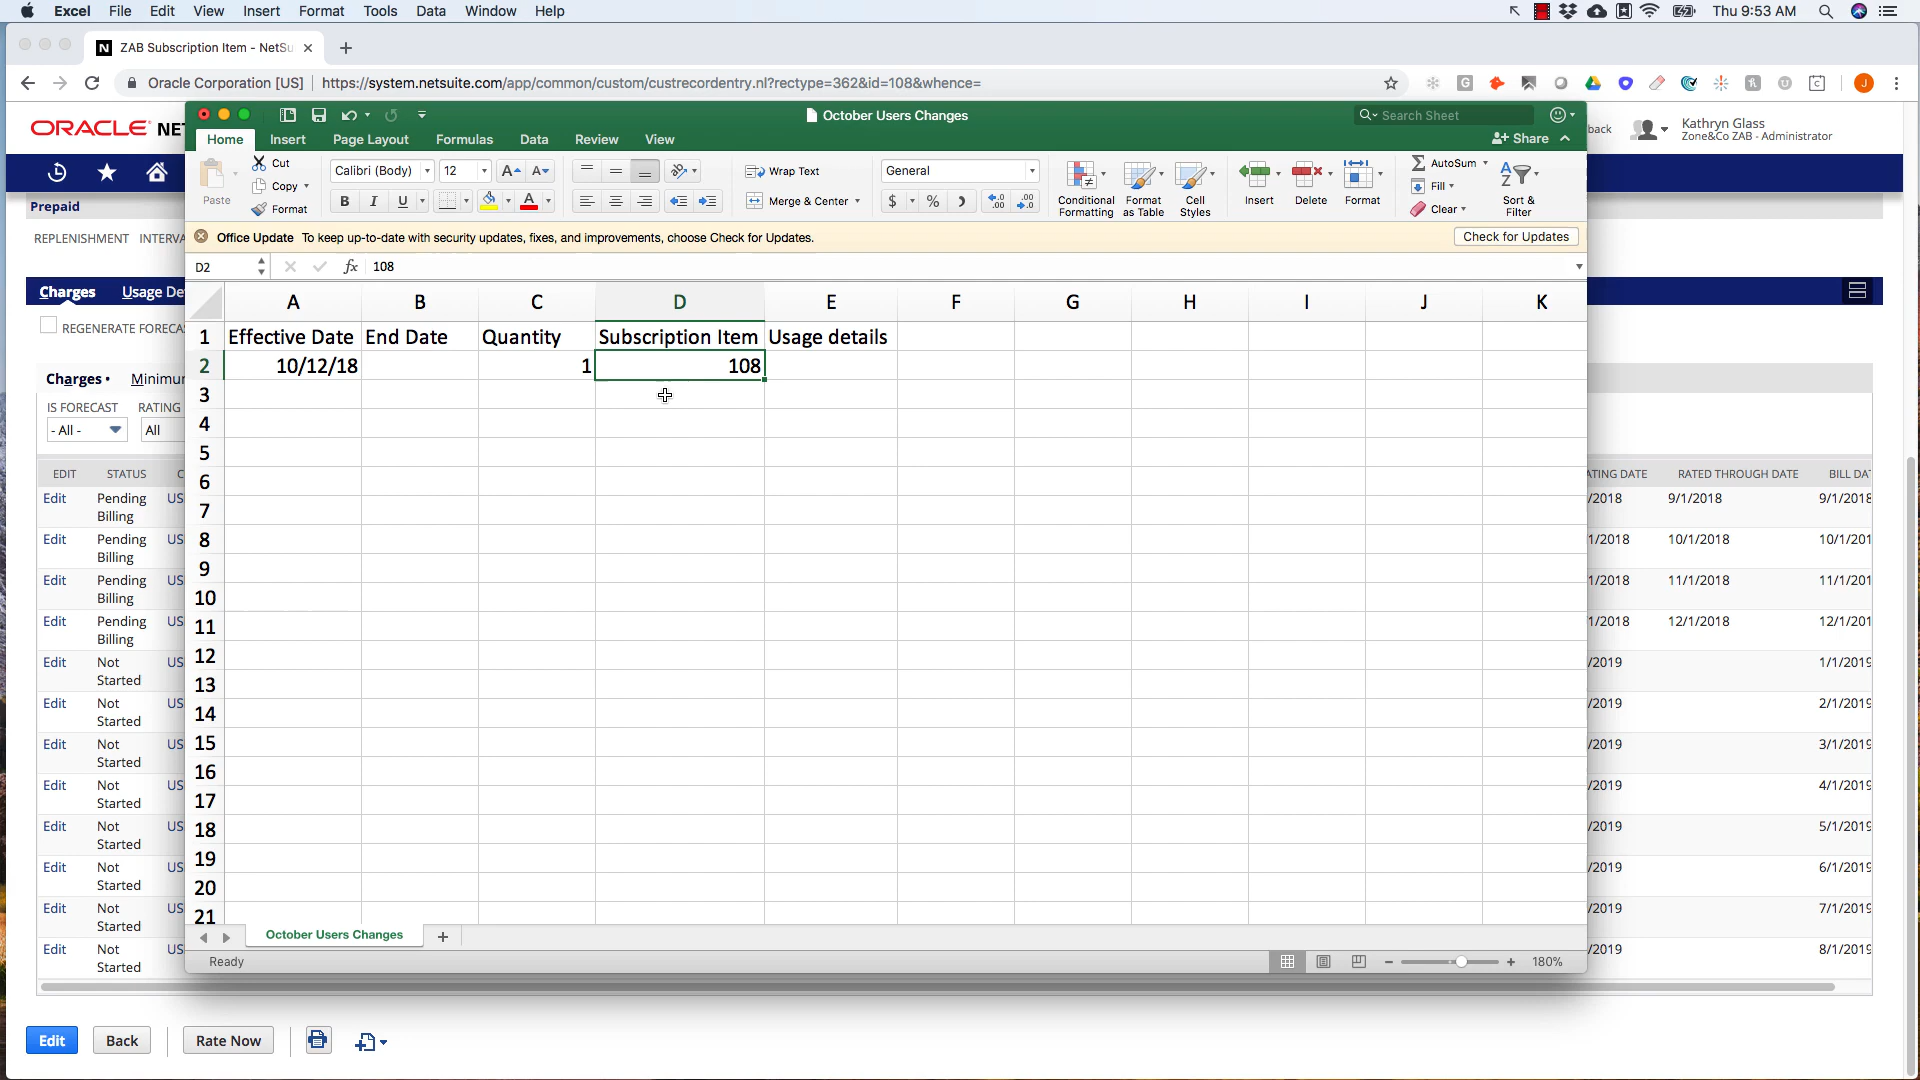 Excel File Edit View Insert Format Tools Data Window Help Thu 9:53 AM
ZAB Subscription Item - NetSu
Oracle Corporation [US] https://system.netsuite.com/app/common/custom/custrecordentry.nl?rectype=362&id=108&whence=
ORACLE NET
back
Kathryn Glass
Zone&Co ZAB - Administrator
October Users Changes
Search Sheet
Home Insert Page Layout Formulas Data Review View
Share
Paste
Cut
Copy
Format
Calibri (Body) 12
Wrap Text
Merge & Center
General
Conditional Formatting
Format as Table
Cell Styles
Insert
Delete
Format
AutoSum
Fill
Clear
Sort & Filter
Office Update To keep up-to-date with security updates, fixes, and improvements, choose Check for Updates.
Check for Updates
D2 fx 108
A B C D E F G H I J K
1 Effective Date End Date Quantity Subscription Item Usage details
2 10/12/18 1 108
3
4
5
6
7
8
9
10
11
12
13
14
15
16
17
18
19
20
21
October Users Changes
Ready
180%
Prepaid
REPLENISHMENT INTERVA
Charges Usage De
REGENERATE FORECAS
Charges • Minimum
IS FORECAST RATING
- All - All
EDIT STATUS C ATING DATE RATED THROUGH DATE BILL DAT
Edit Pending Billing US /2018 9/1/2018 9/1/2018
Edit Pending Billing US 1/2018 10/1/2018 10/1/201
Edit Pending Billing US 1/2018 11/1/2018 11/1/201
Edit Pending Billing US 1/2018 12/1/2018 12/1/201
Edit Not Started US /2019 1/1/2019
Edit Not Started US /2019 2/1/2019
Edit Not Started US /2019 3/1/2019
Edit Not Started US /2019 4/1/2019
Edit Not Started US /2019 5/1/2019
Edit Not Started US /2019 6/1/2019
Edit Not Started US /2019 7/1/2019
Edit Not Started US /2019 8/1/2019
Edit Back Rate Now